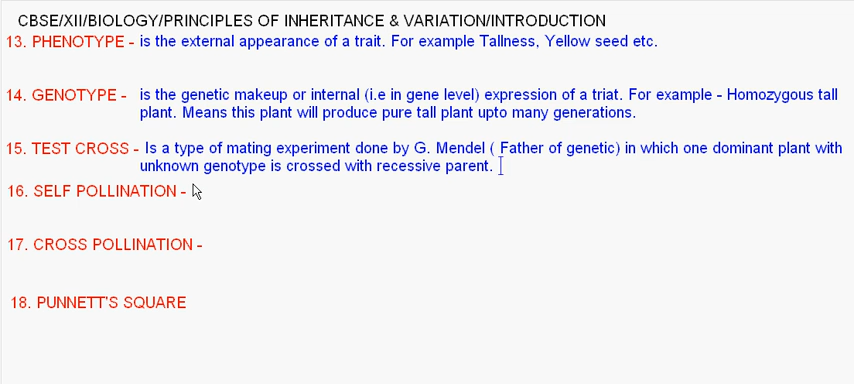 CBSE/XII/BIOLOGY/PRINCIPLES OF INHERITANCE & VARIATION/INTRODUCTION
13. PHENOTYPE - is the external appearance of a trait. For example Tallness, Yellow seed etc.
14. GENOTYPE - is the genetic makeup or internal (i.e in gene level) expression of a triat. For example - Homozygous tall
plant. Means this plant will produce pure tall plant upto many generations.
15. TEST CROSS - Is a type of mating experiment done by G. Mendel ( Father of genetic) in which one dominant plant with
unknown genotype is crossed with recessive parent.
16. SELF POLLINATION -
17. CROSS POLLINATION -
18. PUNNETT'S SQUARE